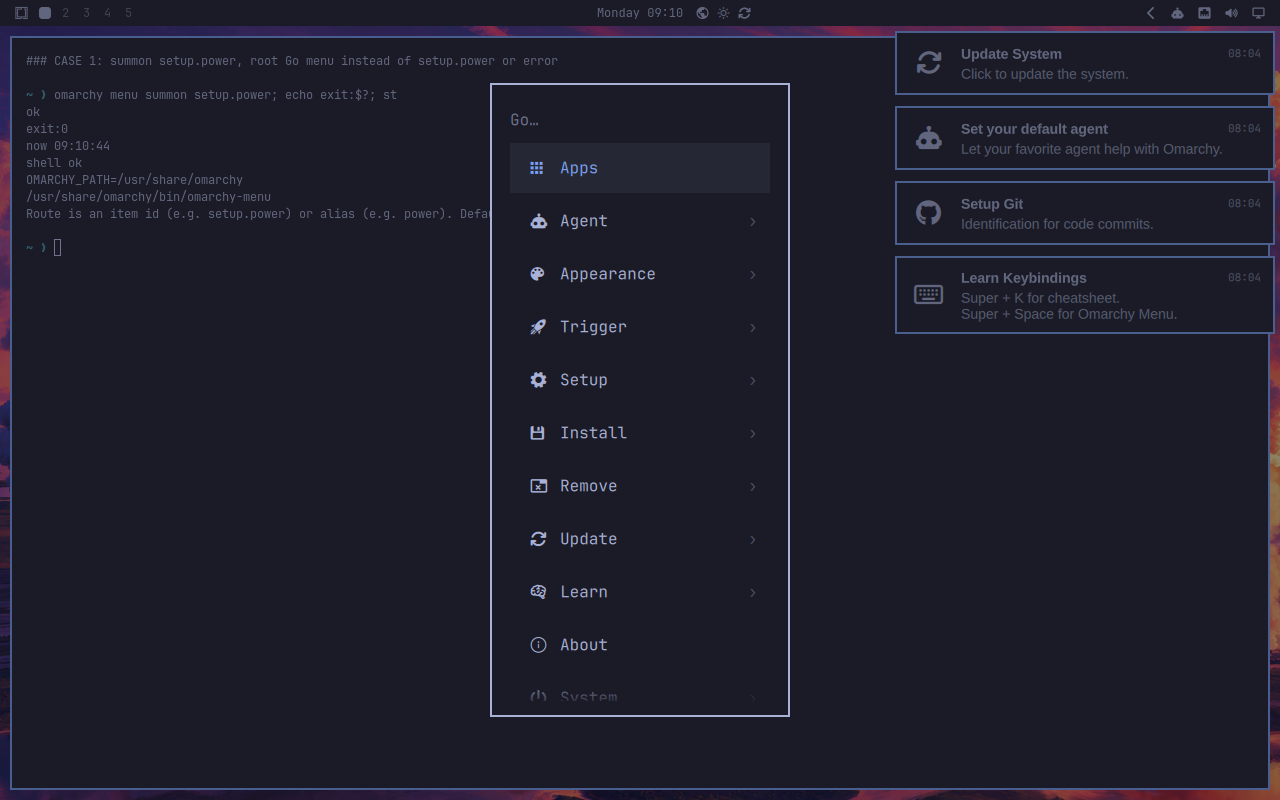 2 3 4 5
Monday 09:10
### CASE 1: summon setup.power, root Go menu instead of setup.power or error
~ ❯ omarchy menu summon setup.power; echo exit:$?; st
ok
exit:0
now 09:10:44
shell ok
OMARCHY_PATH=/usr/share/omarchy
/usr/share/omarchy/bin/omarchy-menu
Route is an item id (e.g. setup.power) or alias (e.g. power). Defau
~ ❯
Go…
Apps
Agent ›
Appearance ›
Trigger ›
Setup ›
Install ›
Remove ›
Update ›
Learn ›
About
System ›
Update System 08:04
Click to update the system.
Set your default agent 08:04
Let your favorite agent help with Omarchy.
Setup Git 08:04
Identification for code commits.
Learn Keybindings 08:04
Super + K for cheatsheet.
Super + Space for Omarchy Menu.